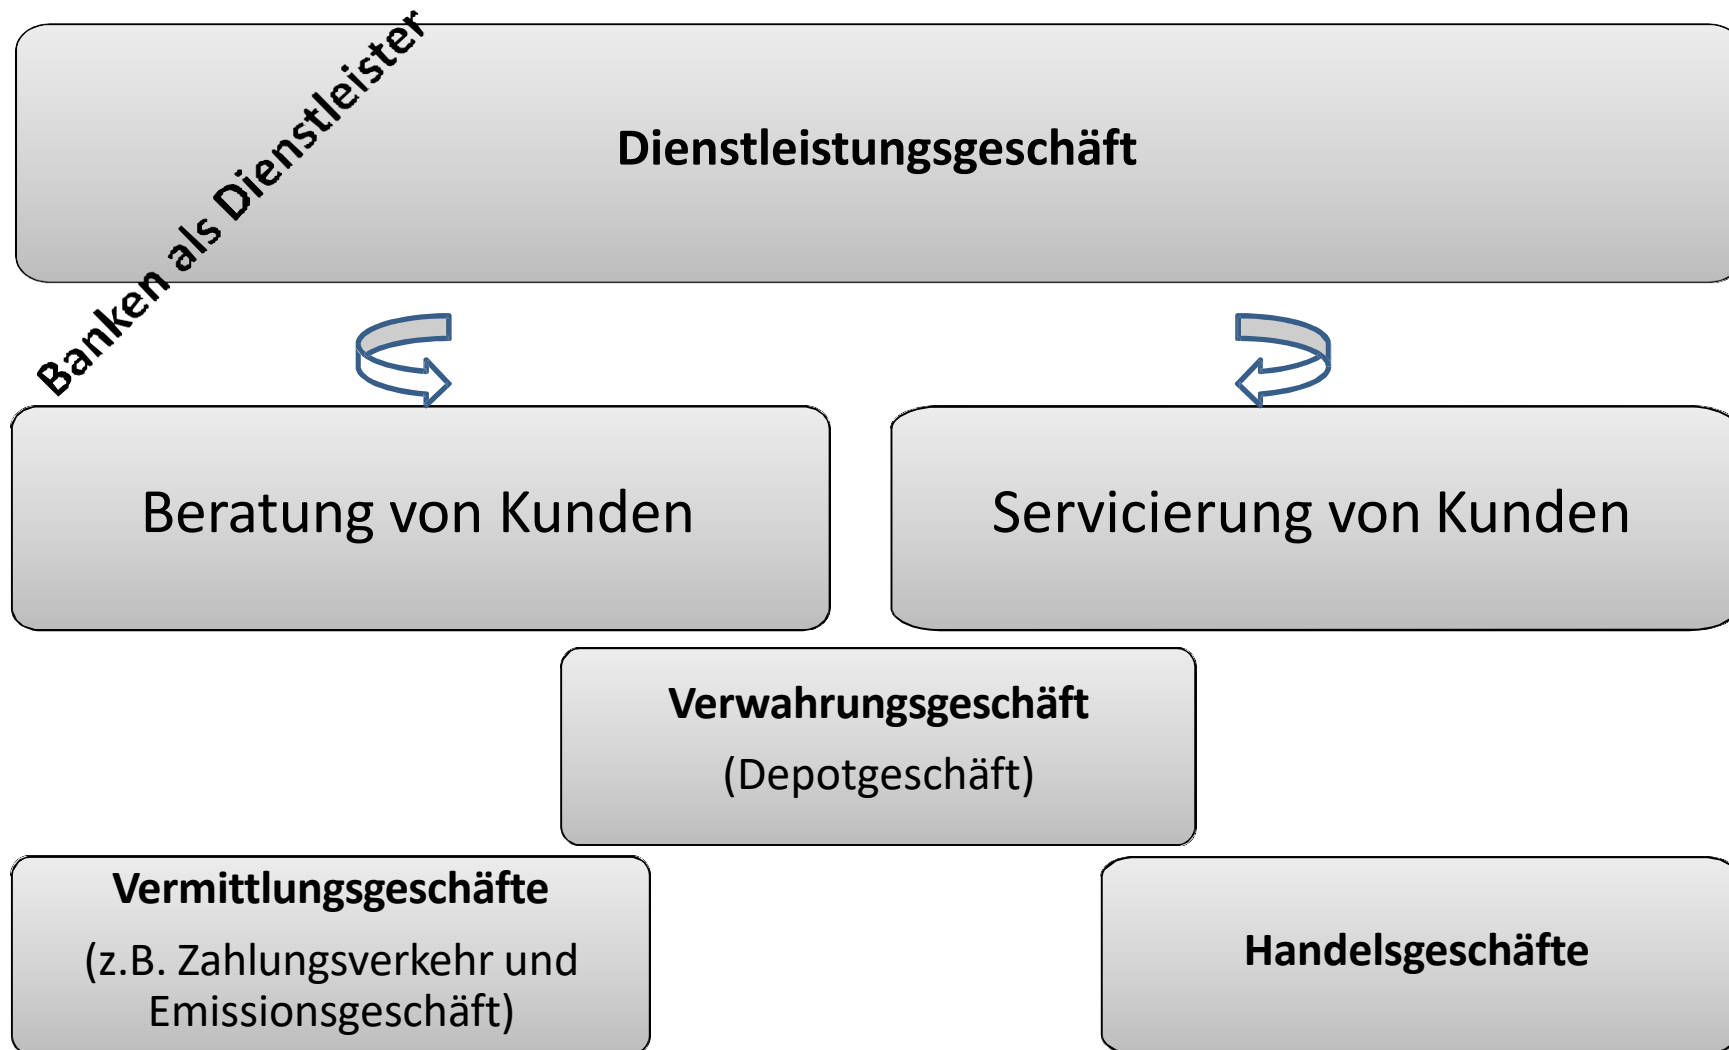 Banken als Dienstleister
Dienstleistungsgeschäft
Beratung von Kunden
Servicierung von Kunden
Verwahrungsgeschäft
(Depotgeschäft)
Vermittlungsgeschäfte
(z.B. Zahlungsverkehr und
Emissionsgeschäft)
Handelsgeschäfte